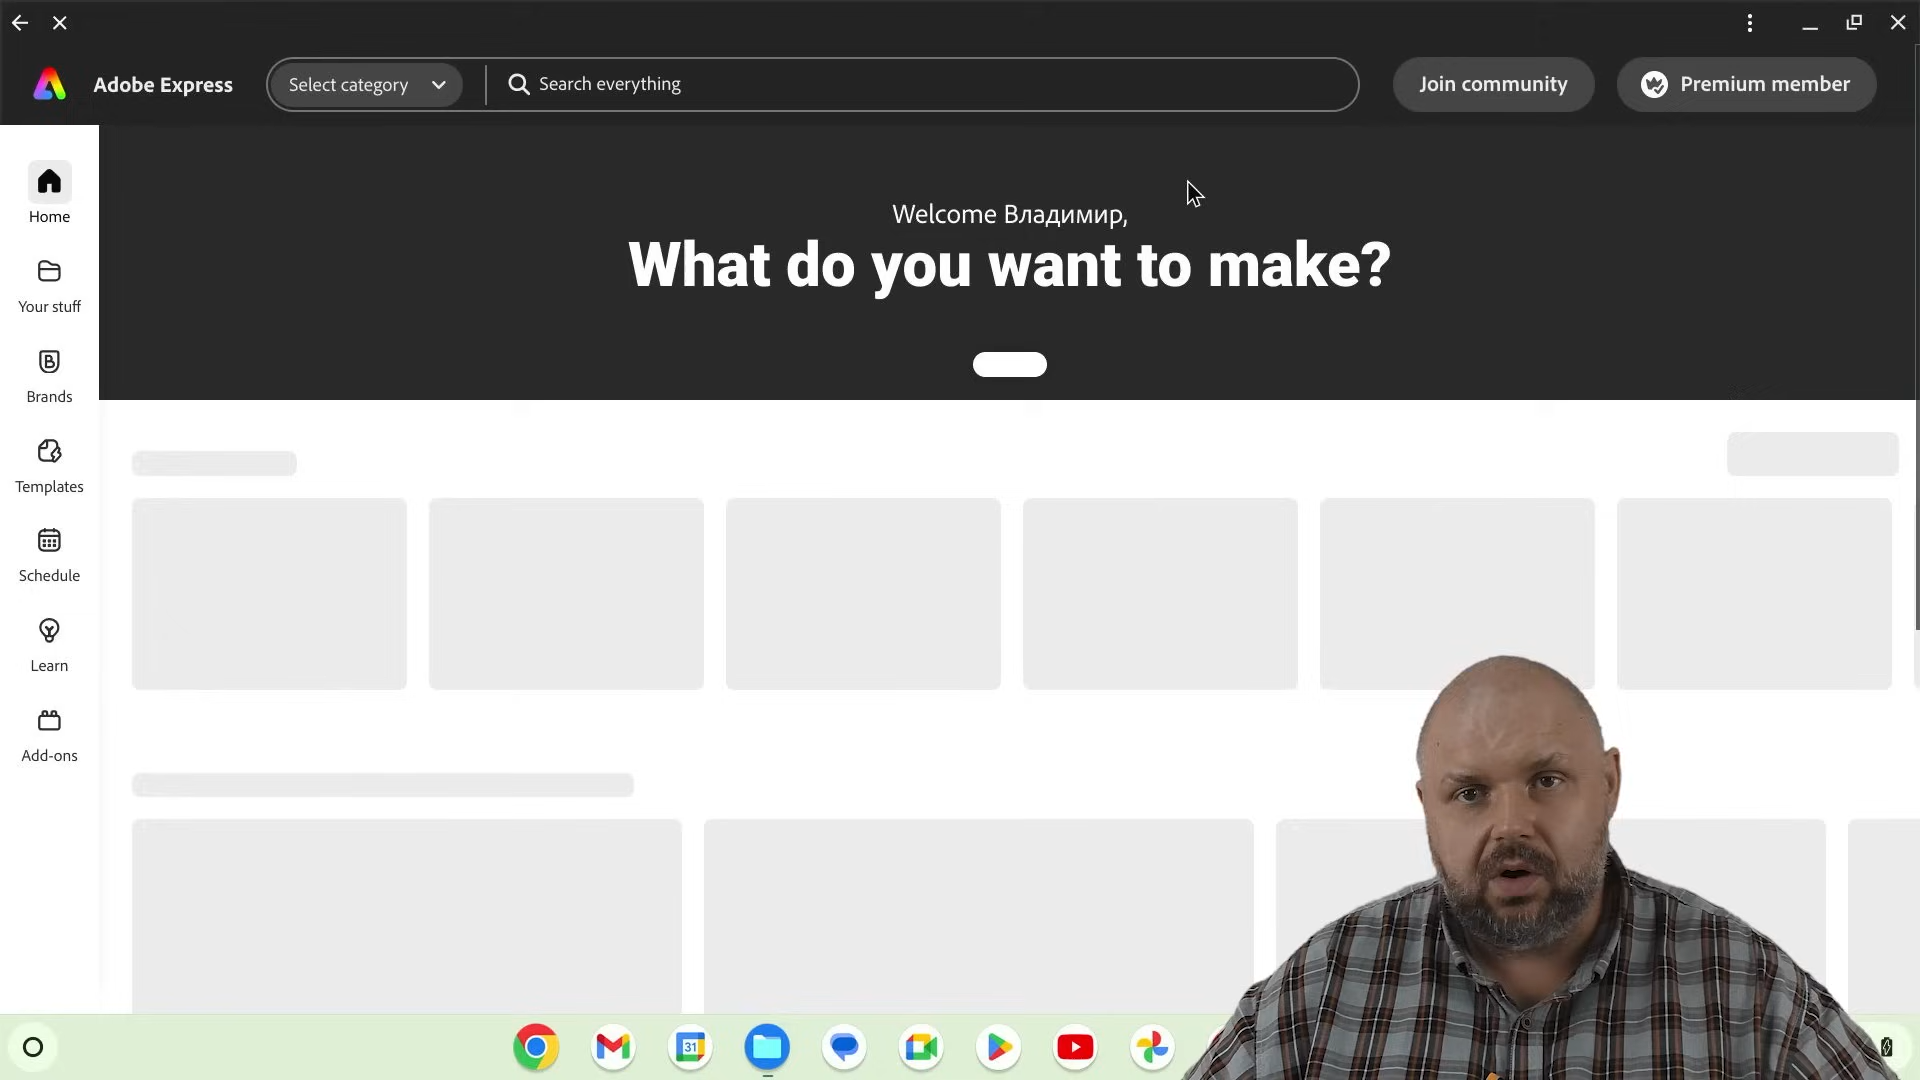 Adobe Express
Select category
Search everything
Join community
Premium member
Home
Your stuff
Brands
Templates
Schedule
Learn
Add-ons
Welcome Владимир,
What do you want to make?
31